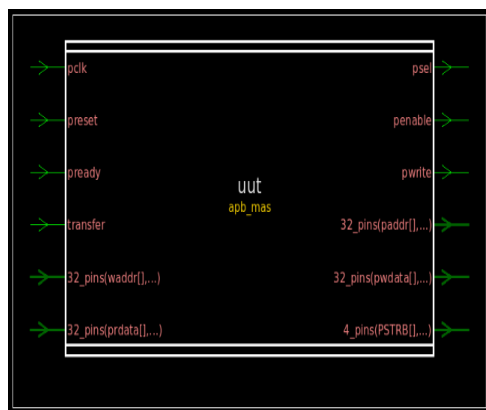 pclk
psel
preset
penable
pready
pwrite
uut
apb_mas
transfer
32_pins(paddr[],...)
32_pins(waddr[],...)
32_pins(pwdata[],...)
32_pins(prdata[],...)
4_pins(PSTRB[],...)